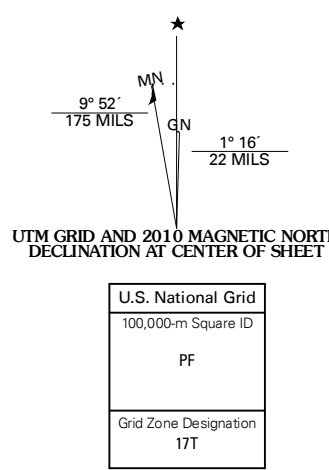 MN
9° 52´
175 MILS
GN
1° 16´
22 MILS
UTM GRID AND 2010 MAGNETIC NORTH
DECLINATION AT CENTER OF SHEET
U.S. National Grid
100,000-m Square ID
PF
Grid Zone Designation
17T